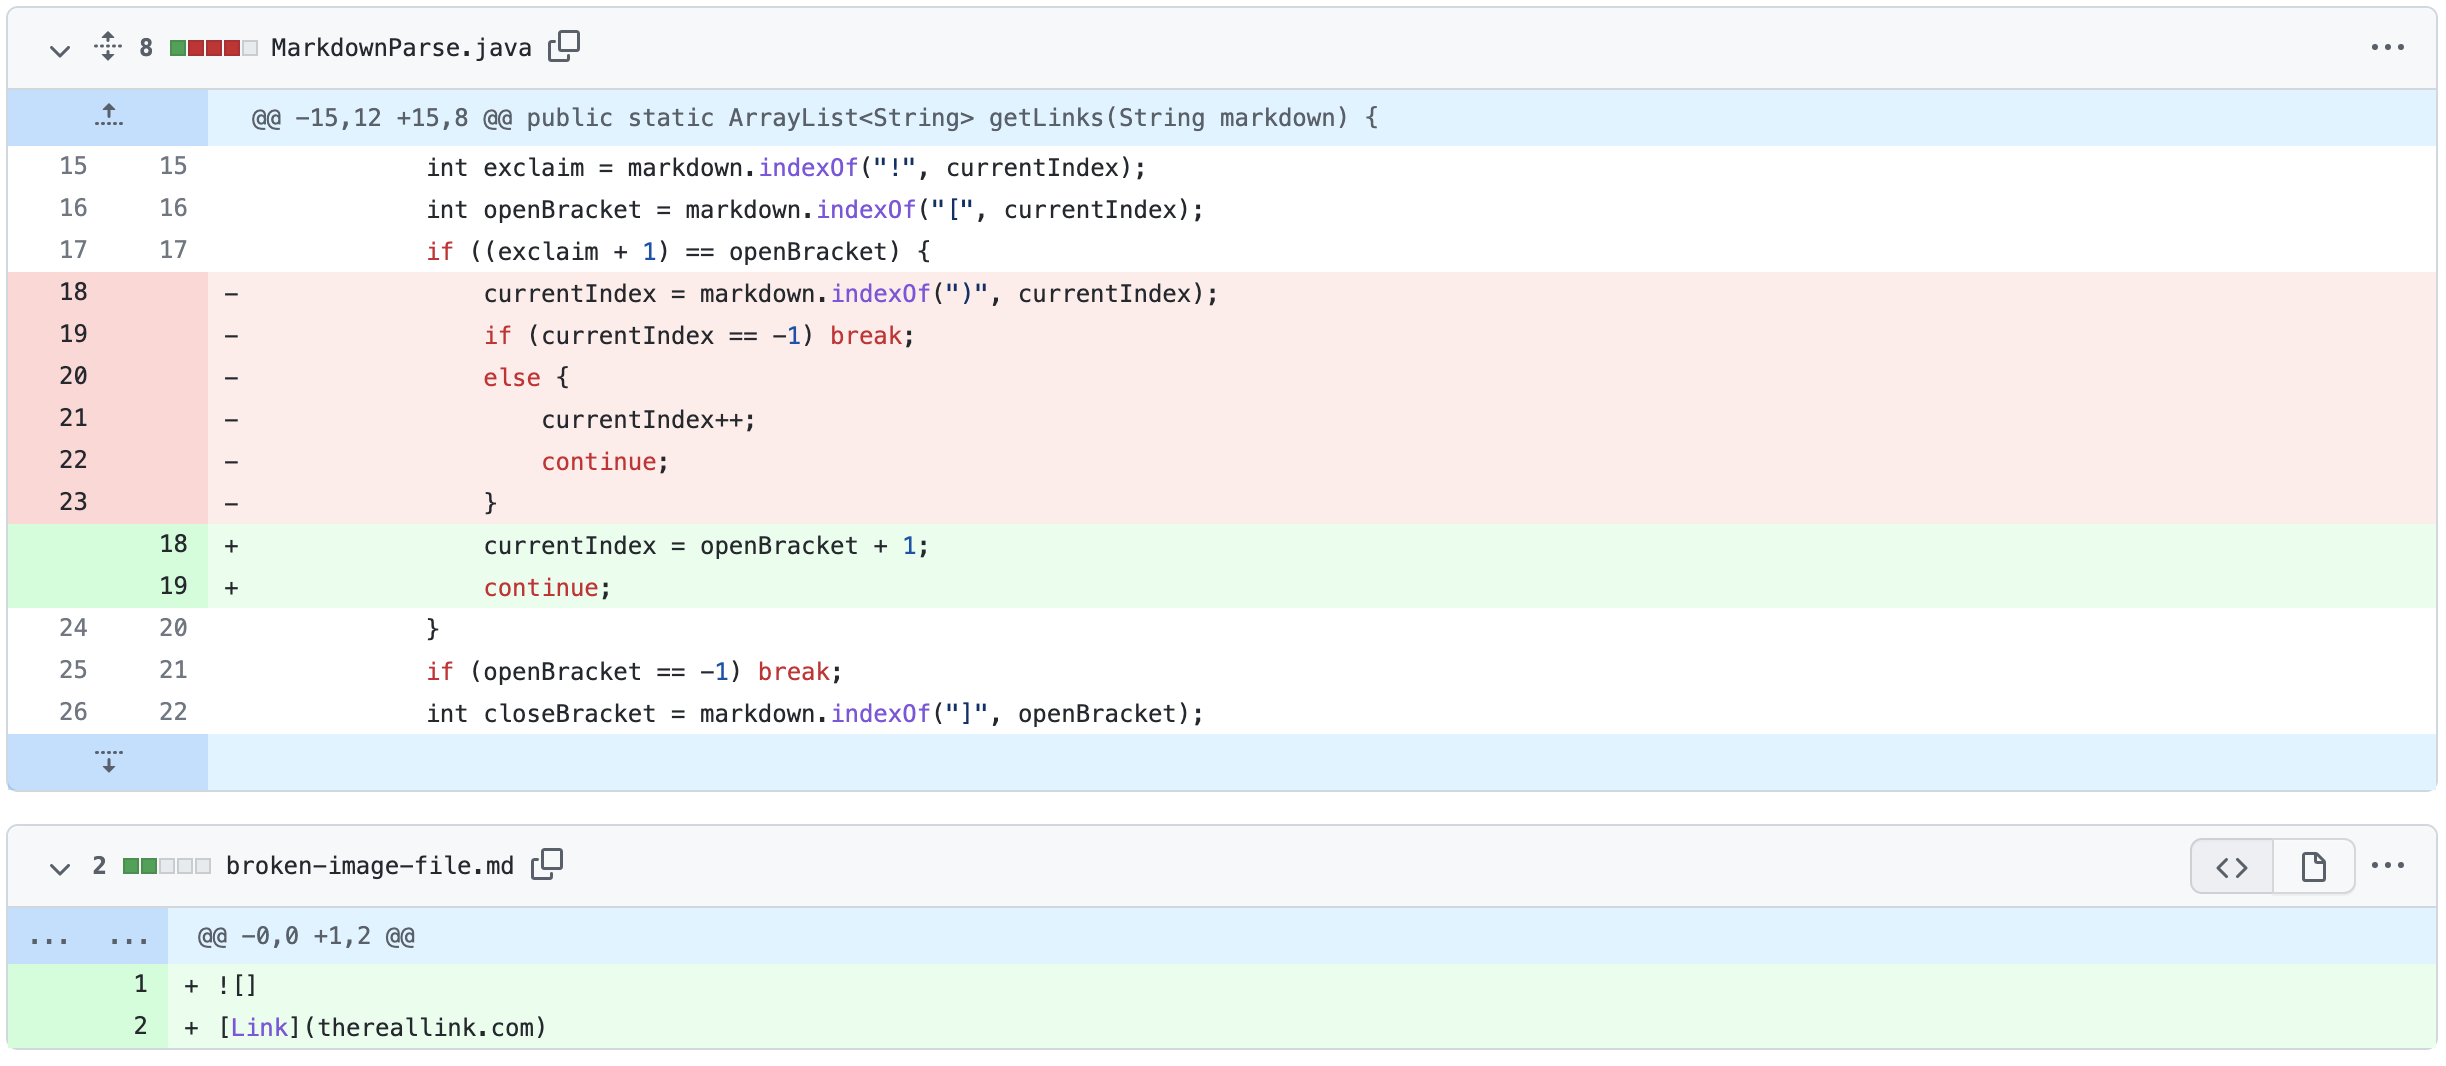 8 MarkdownParse.java
@@ -15,12 +15,8 @@ public static ArrayList<String> getLinks(String markdown) {
15 15 int exclaim = markdown.indexOf("!", currentIndex);
16 16 int openBracket = markdown.indexOf("[", currentIndex);
17 17 if ((exclaim + 1) == openBracket) {
18 - currentIndex = markdown.indexOf(")", currentIndex);
19 - if (currentIndex == -1) break;
20 - else {
21 - currentIndex++;
22 - continue;
23 - }
18 + currentIndex = openBracket + 1;
19 + continue;
24 20 }
25 21 if (openBracket == -1) break;
26 22 int closeBracket = markdown.indexOf("]", openBracket);
2 broken-image-file.md
... ... @@ -0,0 +1,2 @@
1 + ![]
2 + [Link](thereallink.com)